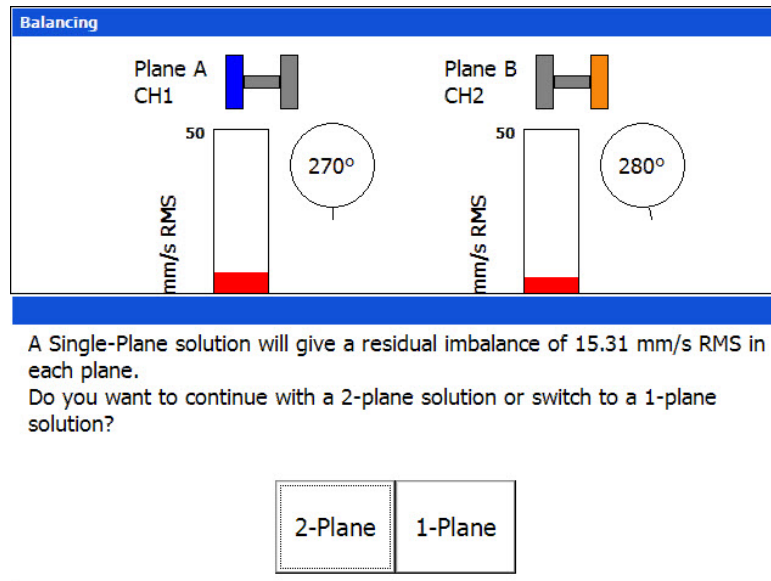 Balancing
Plane A
CH1
Plane B
CH2
50
270°
50
280°
mm/s RMS
mm/s RMS
A Single-Plane solution will give a residual imbalance of 15.31 mm/s RMS in
each plane.
Do you want to continue with a 2-plane solution or switch to a 1-plane
solution?
2-Plane
1-Plane